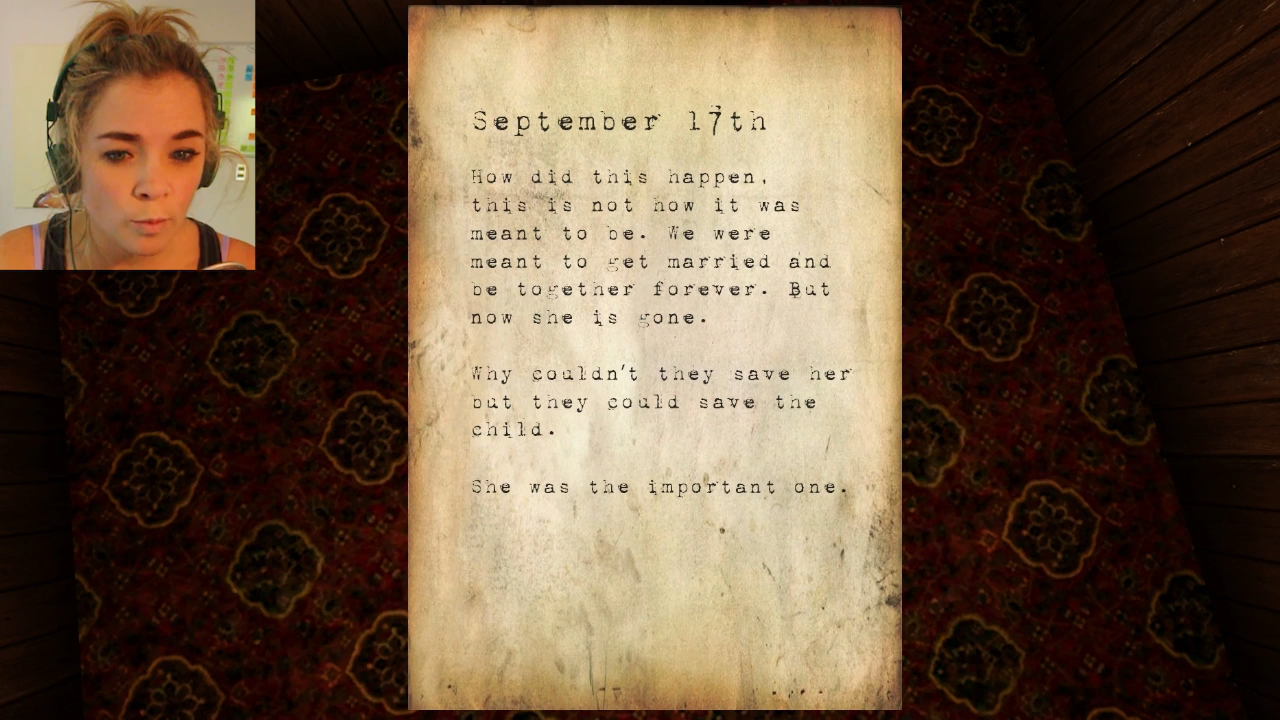 September 17th
How did this happen,
this is not how it was
meant to be. We were
meant to get married and
be together forever. But
now she is gone.
Why couldn't they save her
but they could save the
child.
She was the important one.